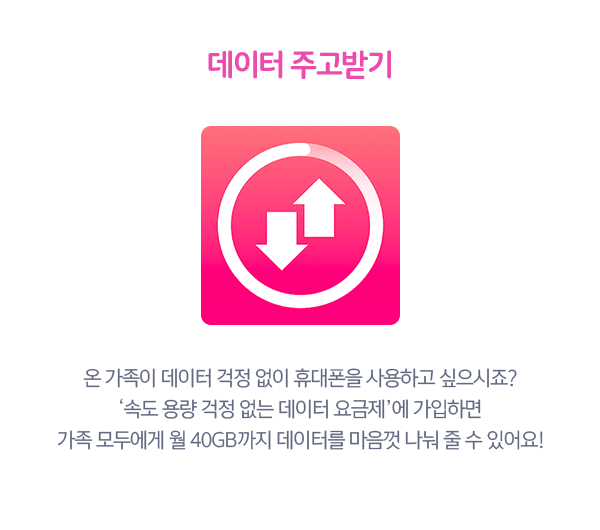 데이터 주고받기
온 가족이 데이터 걱정 없이 휴대폰을 사용하고 싶으시죠?
‘속도 용량 걱정 없는 데이터 요금제’에 가입하면
가족 모두에게 월 40GB까지 데이터를 마음껏 나눠 줄 수 있어요!